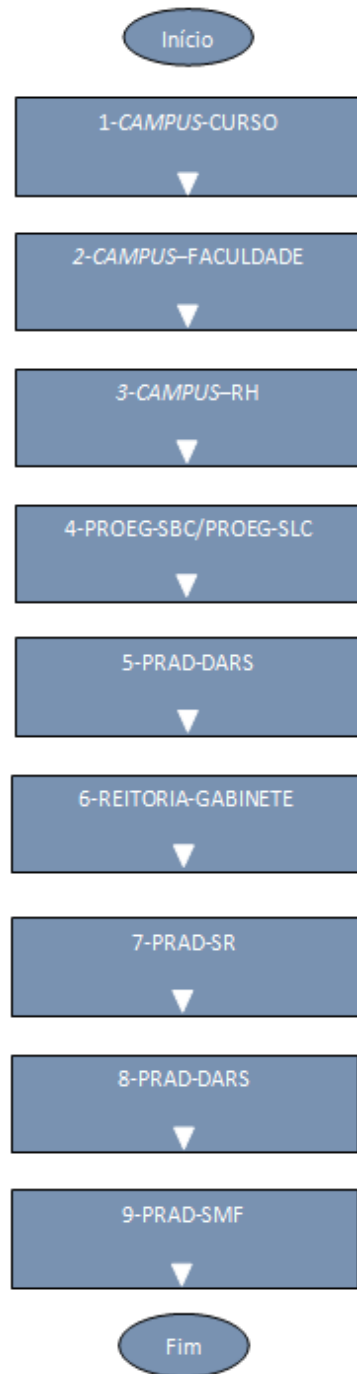 Início
1-CAMPUS-CURSO
2-CAMPUS–FACULDADE
3-CAMPUS–RH
4-PROEG-SBC/PROEG-SLC
5-PRAD-DARS
6-REITORIA-GABINETE
7-PRAD-SR
8-PRAD-DARS
9-PRAD-SMF
Fim